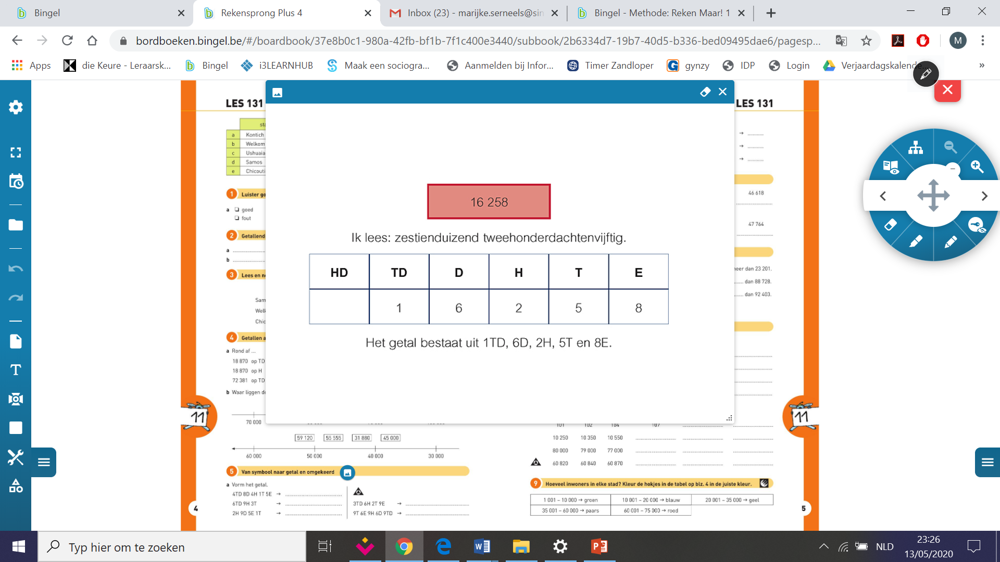 Bingel
Rekensprong Plus 4
Inbox (23) - marijke.serneels@sin
Bingel - Methode: Reken Maar! 1
bordboeken.bingel.be/#/boardbook/37e8b0c1-980a-42fb-bf1b-7f1c400e3440/subbook/2b6334d7-19b7-40d5-b336-bed09495dae6/pagesp...
M
Apps
die Keure - Leraarsk...
Bingel
i3LEARNHUB
Maak een sociogra...
Aanmelden bij Infor...
Timer Zandloper
gynzy
IDP
Login
Verjaardagskalende...
LES 131
a Kontich
b Welkom
c Ushuaia
d Samos
e Chicouti
1 Luister go
a goed
fout
2 Getallend
a
b
3 Lees en n
Sam
Welk
Chic
4 Getallen a
a Rond af ...
18 870 op TD
18 870 op H
72 381 op TD
b Waar liggen de
70 000
59 120 55 555 31 880 45 000
60 000 50 000 40 000 30 000
5 Van symbool naar getal en omgekeerd
a Vorm het getal.
4TD 8D 4H 1T 5E →
6TD 9H 3T →
2H 9D 5E 1T →
3TD 6H 2T 9E →
9T 6E 9H 6D 9TD →
11
4
16 258
Ik lees: zestienduizend tweehonderdachtenvijftig.
HD TD D H T E
1 6 2 5 8
Het getal bestaat uit 1TD, 6D, 2H, 5T en 8E.
LES 131
46 618
47 764
neer dan 23 201.
dan 88 728.
dan 92 403.
101 102 104 107
10 250 10 350 10 550
80 000 79 000 77 000
60 820 60 840 60 870
9 Hoeveel inwoners in elke stad? Kleur de hokjes in de tabel op blz. 4 in de juiste kleur.
1 001 – 10 000 → groen 10 001 – 20 000 → blauw 20 001 – 35 000 → geel
35 001 – 60 000 → paars 60 001 – 75 000 → rood
11
5
Typ hier om te zoeken
NLD
23:26
13/05/2020